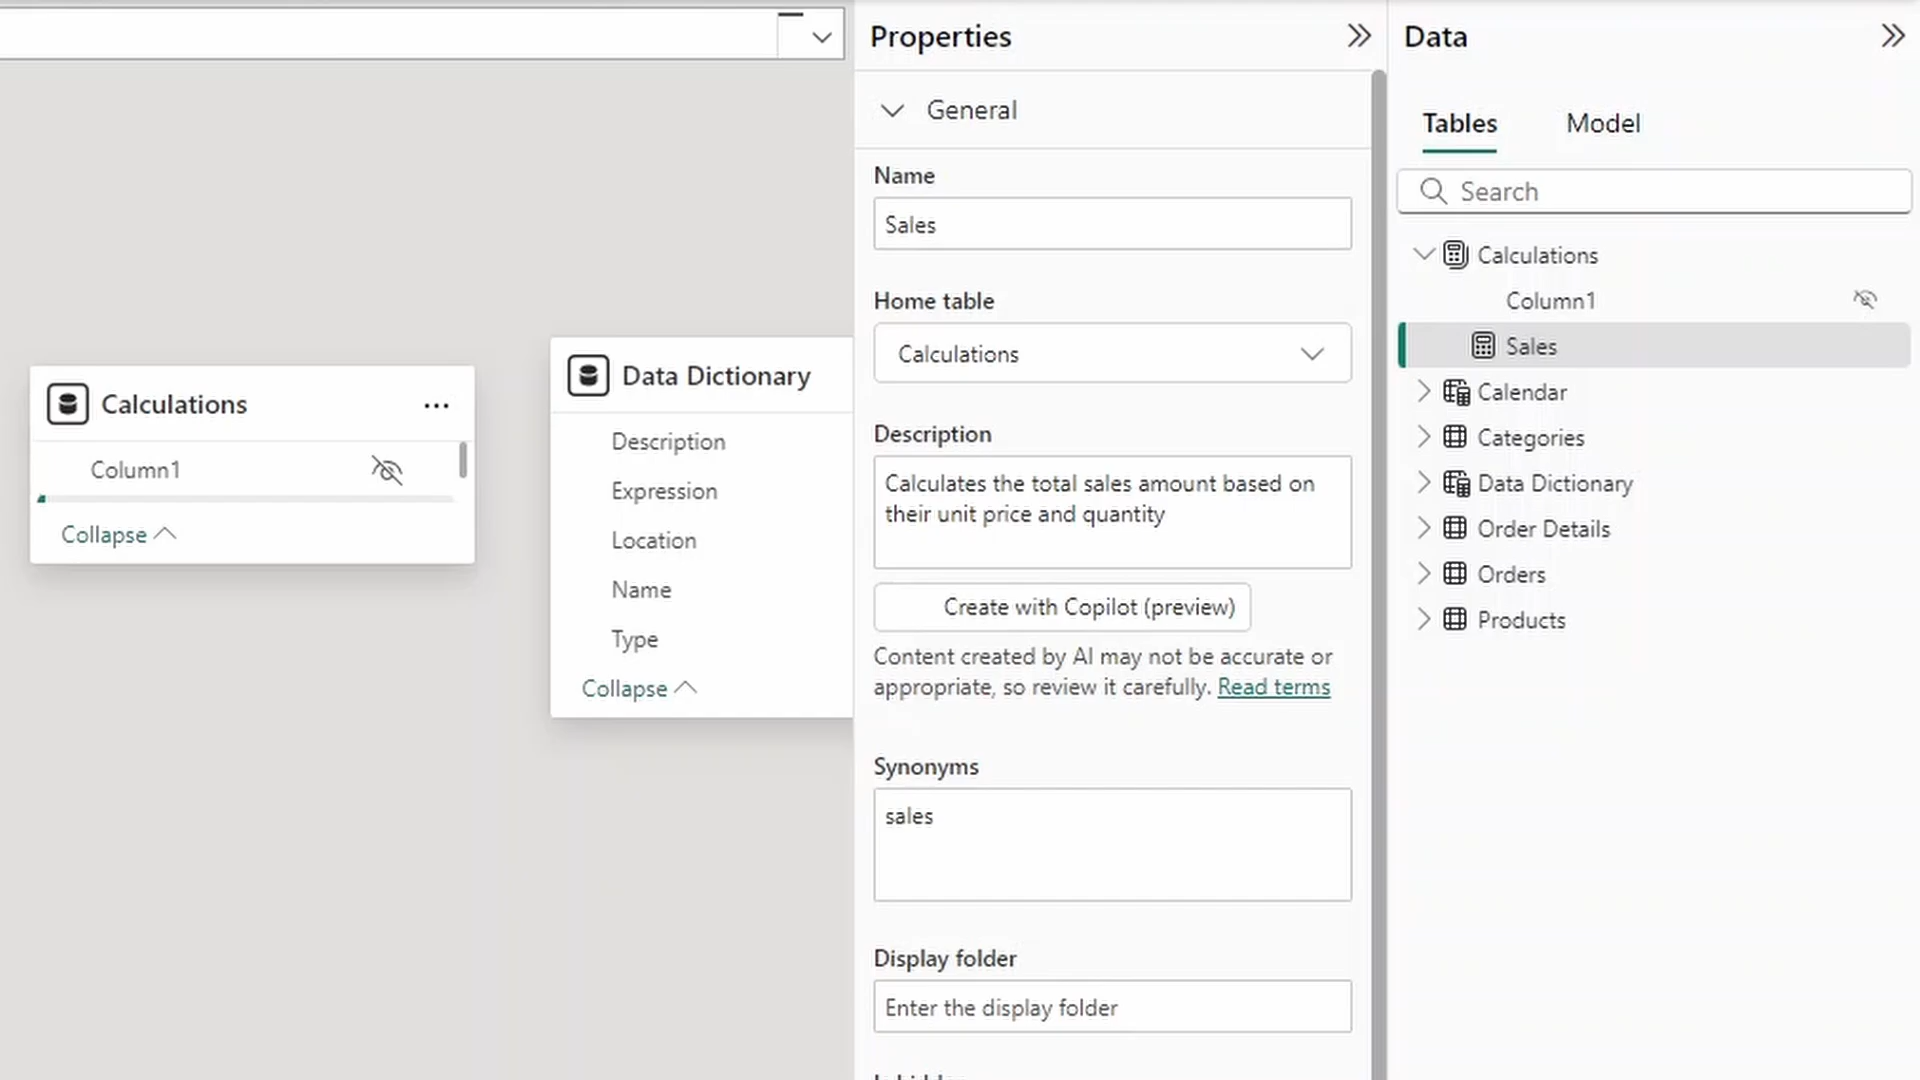 Calculations
Column1
Collapse
Data Dictionary
Description
Expression
Location
Name
Type
Collapse
Properties
General
Name
Sales
Home table
Calculations
Description
Calculates the total sales amount based on
their unit price and quantity
Create with Copilot (preview)
Content created by AI may not be accurate or
appropriate, so review it carefully. Read terms
Synonyms
sales
Display folder
Enter the display folder
Data
Tables Model
Search
Calculations
Column1
Sales
Calendar
Categories
Data Dictionary
Order Details
Orders
Products